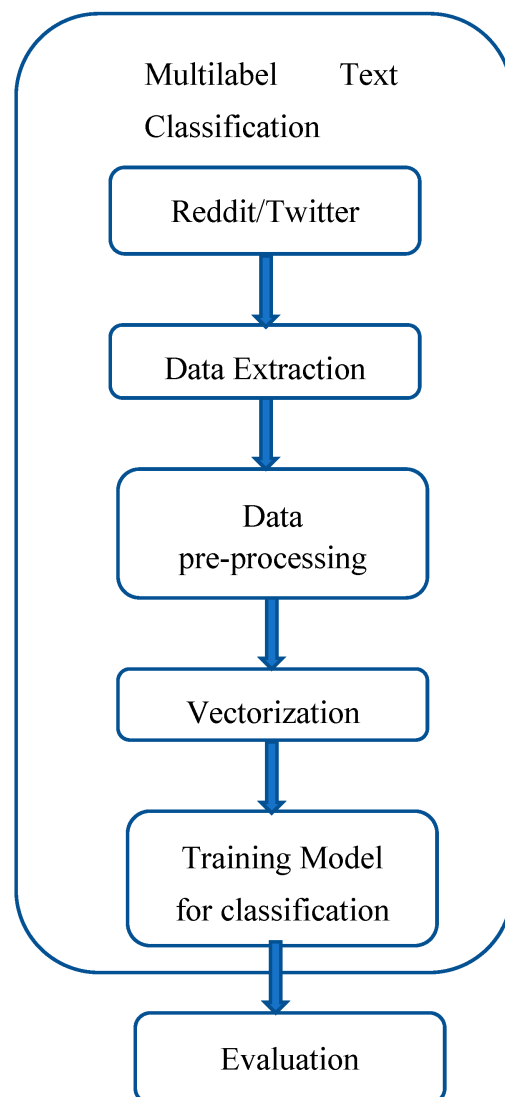 Multilabel Text
Classification
Reddit/Twitter
Data Extraction
Data
pre-processing
Vectorization
Training Model
for classification
Evaluation